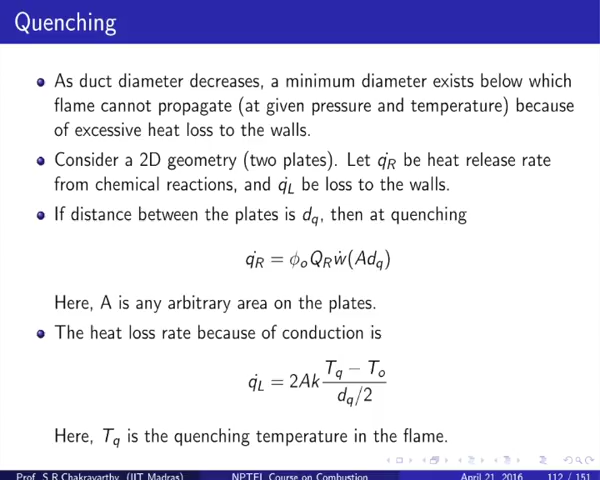 Quenching
As duct diameter decreases, a minimum diameter exists below which
flame cannot propagate (at given pressure and temperature) because
of excessive heat loss to the walls.
Consider a 2D geometry (two plates). Let q̇_R be heat release rate
from chemical reactions, and q̇_L be loss to the walls.
If distance between the plates is d_q, then at quenching
q̇_R = ϕ_o Q_R ẇ(Ad_q)
Here, A is any arbitrary area on the plates.
The heat loss rate because of conduction is
q̇_L = 2Ak (T_q − T_o) / (d_q/2)
Here, T_q is the quenching temperature in the flame.
Prof. S R Chakravarthy (IIT Madras) NPTEL Course on Combustion April 21, 2016 112 / 151